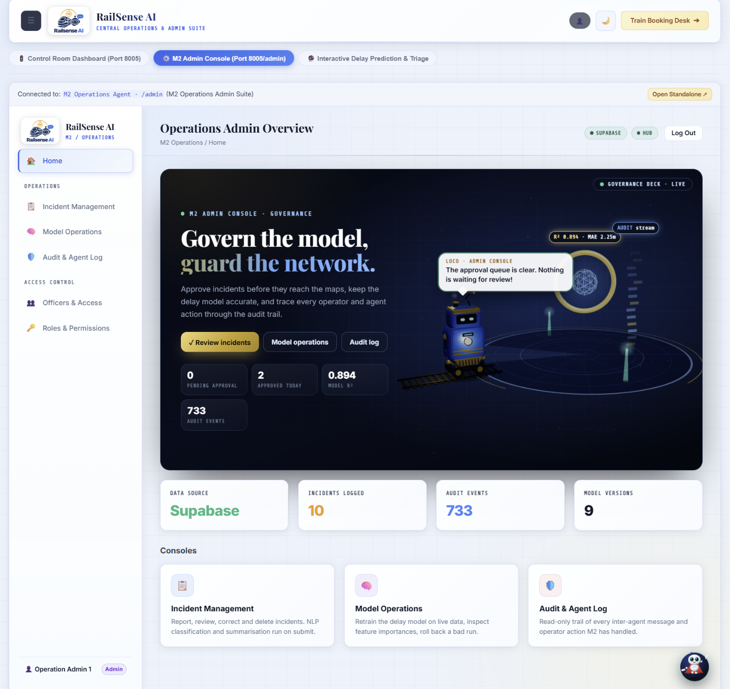 RailSense AI
CENTRAL OPERATIONS & ADMIN SUITE
Train Booking Desk →
Railsense AI
Control Room Dashboard (Port 8005)
M2 Admin Console (Port 8005/admin)
Interactive Delay Prediction & Triage
Connected to: M2 Operations Agent · /admin (M2 Operations Admin Suite)
Open Standalone ↗
Railsense AI
RailSense AI
M2 / OPERATIONS
Home
OPERATIONS
Incident Management
Model Operations
Audit & Agent Log
ACCESS CONTROL
Officers & Access
Roles & Permissions
Operation Admin 1
Admin
Operations Admin Overview
M2 Operations / Home
SUPABASE
HUB
Log Out
GOVERNANCE DECK · LIVE
M2 ADMIN CONSOLE · GOVERNANCE
Govern the model,
guard the network.
Approve incidents before they reach the maps, keep the
delay model accurate, and trace every operator and agent
action through the audit trail.
✓ Review incidents
Model operations
Audit log
0
PENDING APPROVAL
2
APPROVED TODAY
0.894
MODEL R²
733
AUDIT EVENTS
AUDIT stream
R² 0.894 · MAE 2.25m
LOCO · ADMIN CONSOLE
The approval queue is clear. Nothing
is waiting for review!
DATA SOURCE
Supabase
INCIDENTS LOGGED
10
AUDIT EVENTS
733
MODEL VERSIONS
9
Consoles
Incident Management
Report, review, correct and delete incidents. NLP
classification and summarisation run on submit.
Model Operations
Retrain the delay model on live data, inspect
feature importances, roll back a bad run.
Audit & Agent Log
Read-only trail of every inter-agent message and
operator action M2 has handled.